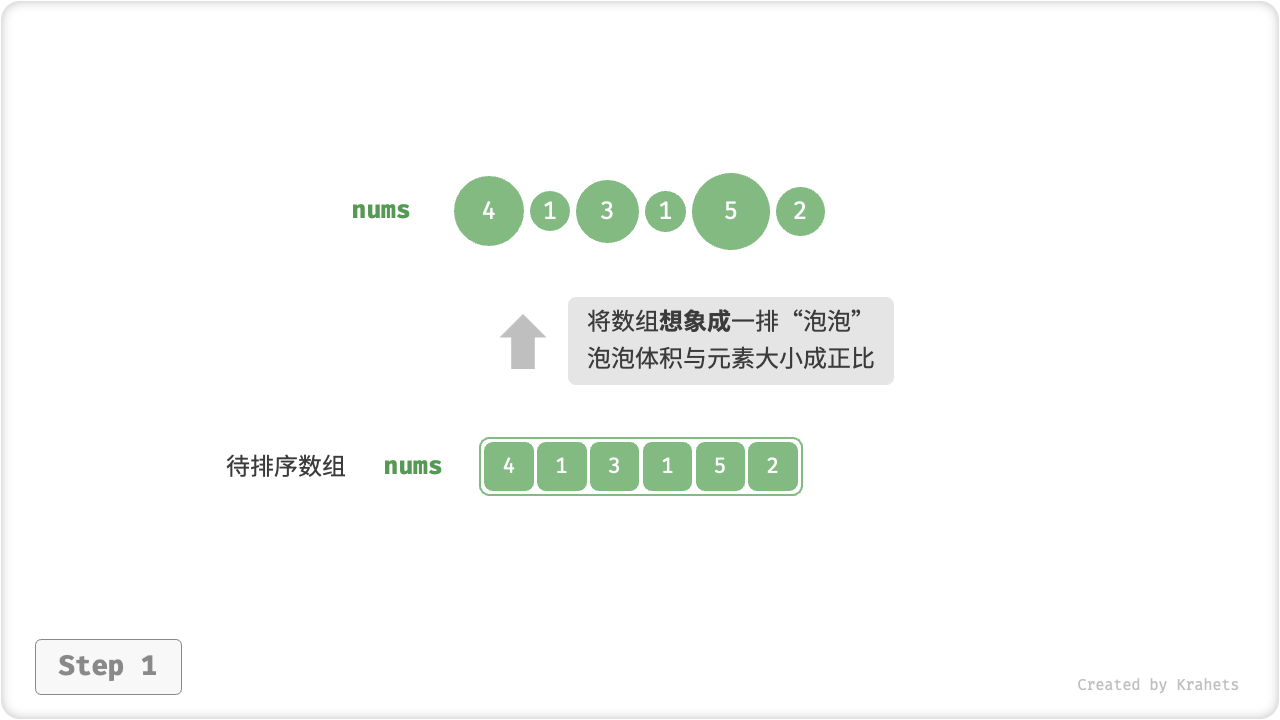 nums 4 1 3 1 5 2
将数组想象成一排“泡泡”
泡泡体积与元素大小成正比
待排序数组 nums 4 1 3 1 5 2
Step 1
Created by Krahets